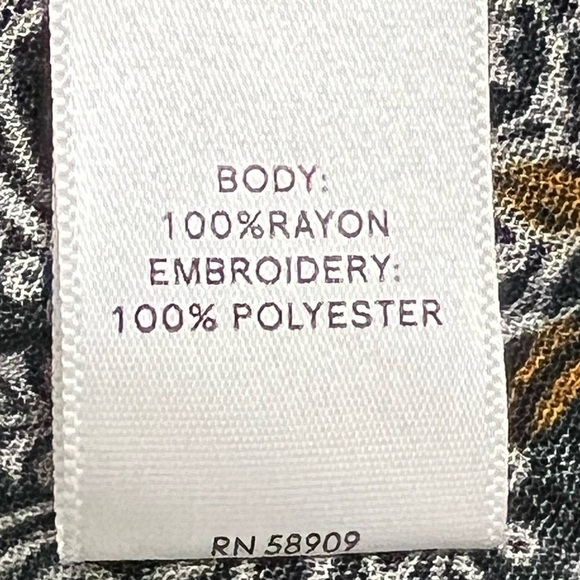 BODY:
100%RAYON
EMBROIDERY:
100% POLYESTER
RN 58909